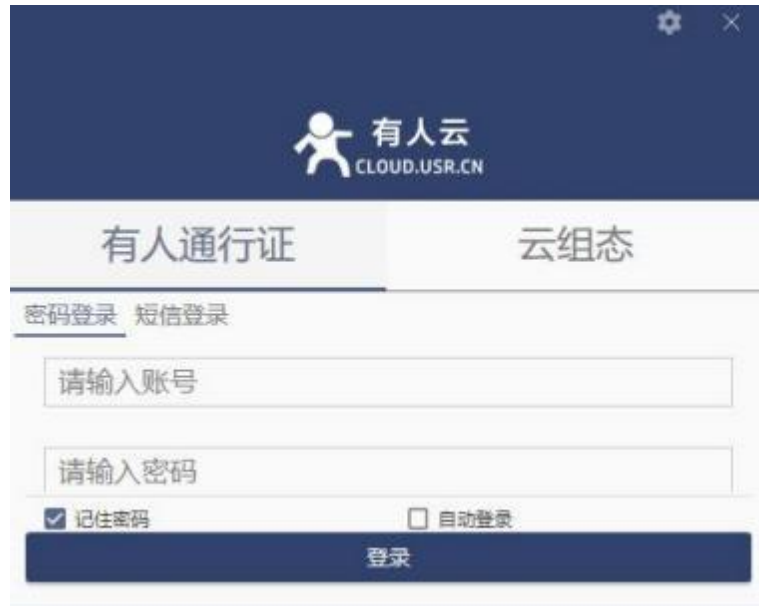 有人云
CLOUD.USR.CN
有人通行证 云组态
密码登录 短信登录
请输入账号
请输入密码
记住密码 自动登录
登录